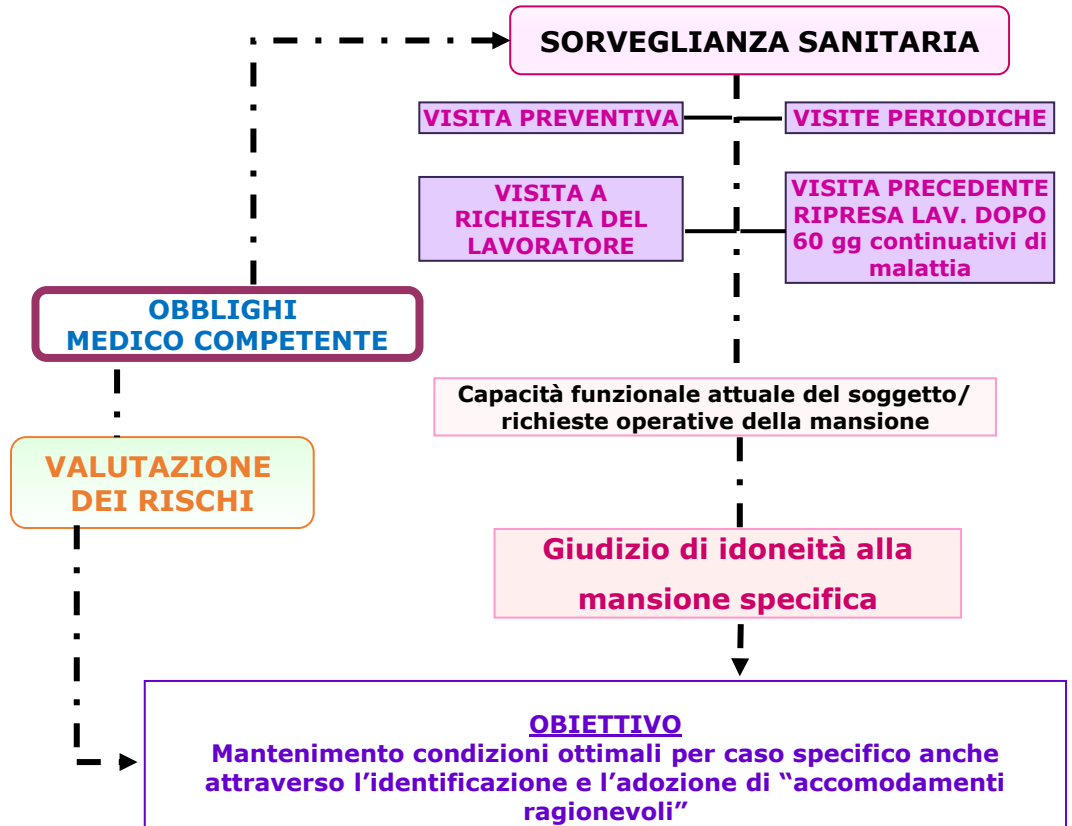 SORVEGLIANZA SANITARIA
VISITA PREVENTIVA
VISITE PERIODICHE
VISITA A
RICHIESTA DEL
LAVORATORE
VISITA PRECEDENTE
RIPRESA LAV. DOPO
60 gg continuativi di
malattia
OBBLIGHI
MEDICO COMPETENTE
Capacità funzionale attuale del soggetto/
richieste operative della mansione
VALUTAZIONE
DEI RISCHI
Giudizio di idoneità alla
mansione specifica
OBIETTIVO
Mantenimento condizioni ottimali per caso specifico anche
attraverso l’identificazione e l’adozione di “accomodamenti
ragionevoli”